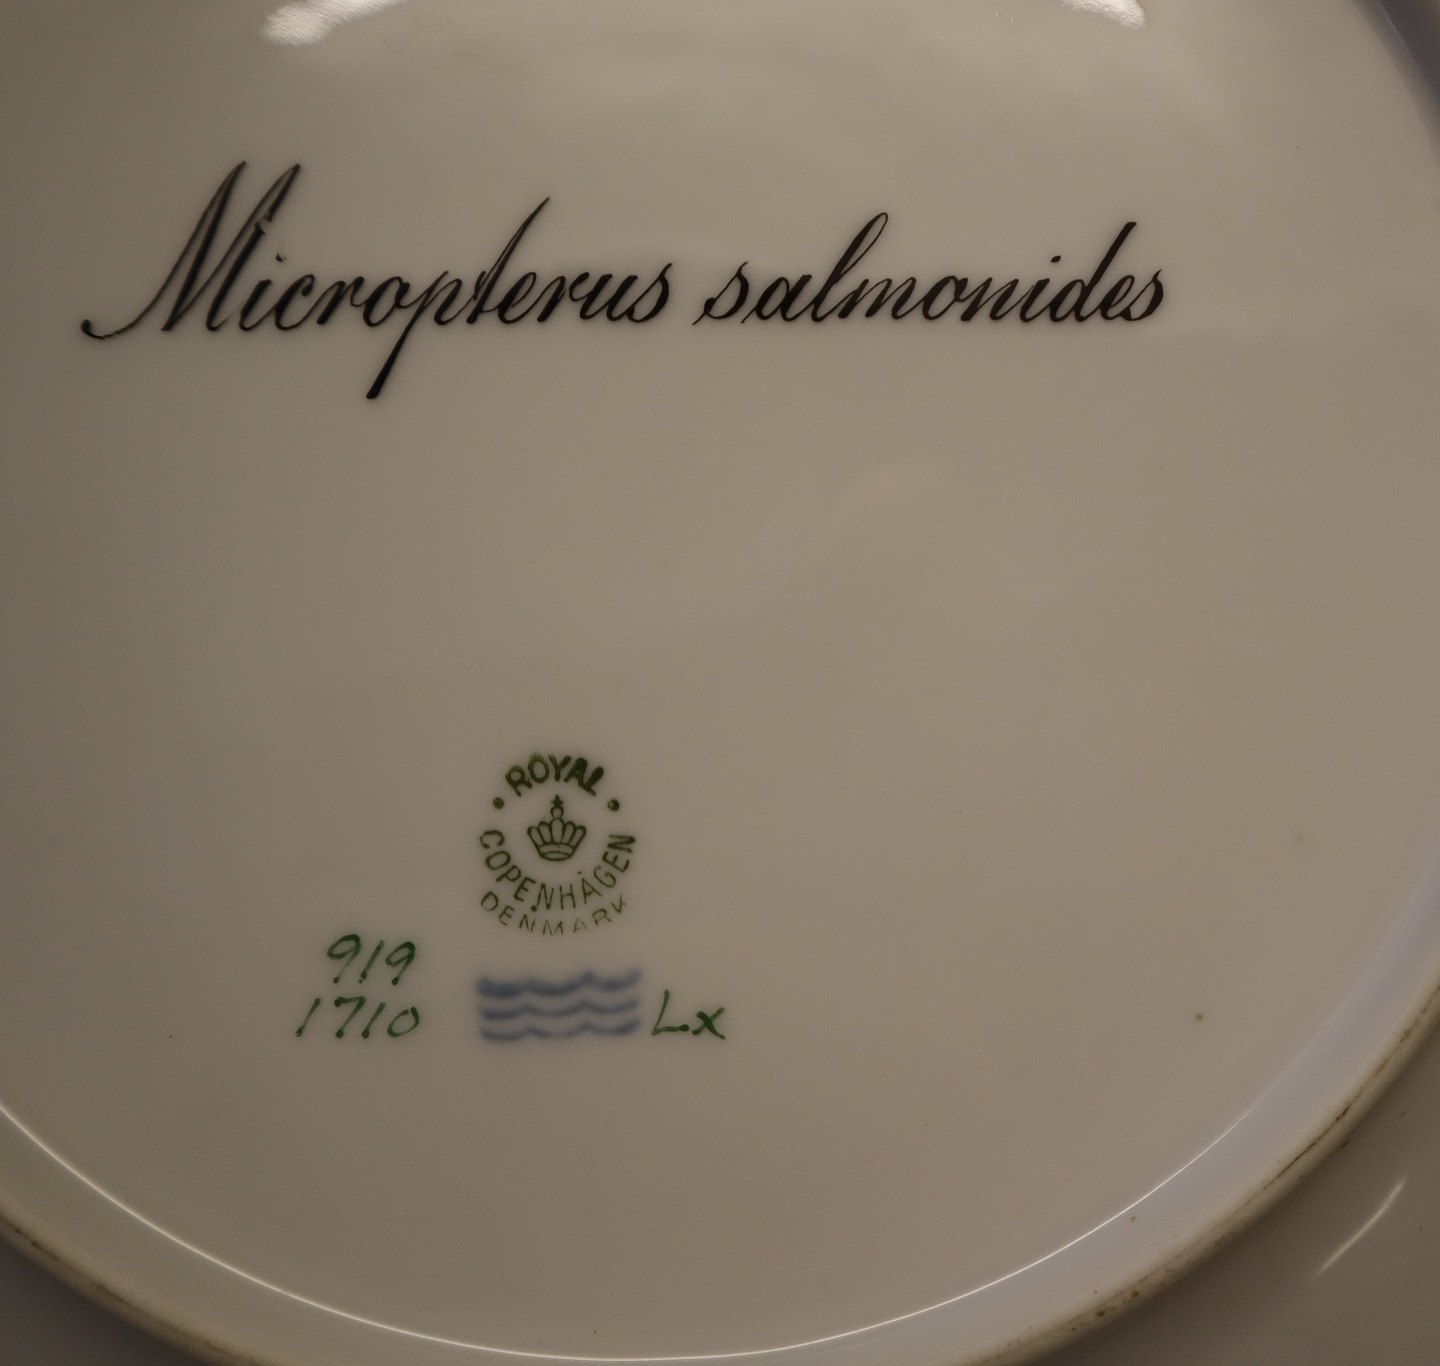 Micropterus salmonides
ROYAL
COPENHAGEN
DENMARK
919
1710
Lx